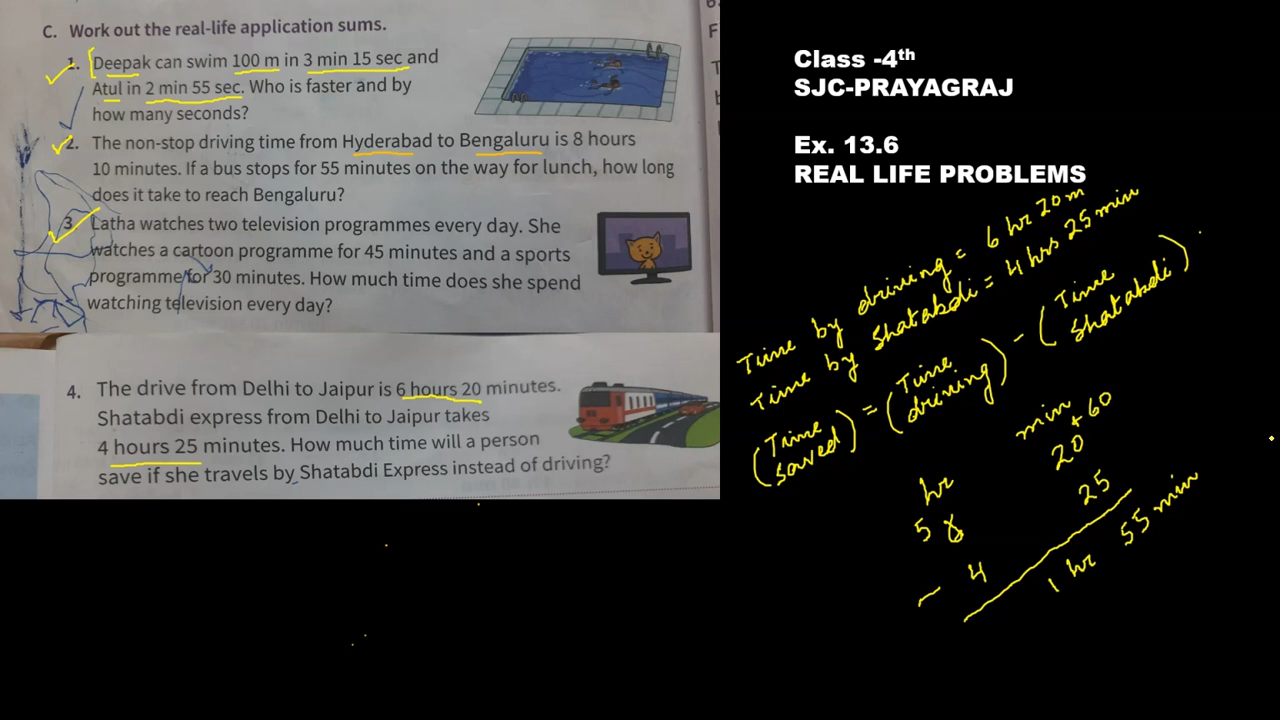 C. Work out the real-life application sums.
1. Deepak can swim 100 m in 3 min 15 sec and
Atul in 2 min 55 sec. Who is faster and by
how many seconds?
2. The non-stop driving time from Hyderabad to Bengaluru is 8 hours
10 minutes. If a bus stops for 55 minutes on the way for lunch, how long
does it take to reach Bengaluru?
3. Latha watches two television programmes every day. She
watches a cartoon programme for 45 minutes and a sports
programme for 30 minutes. How much time does she spend
watching television every day?
4. The drive from Delhi to Jaipur is 6 hours 20 minutes.
Shatabdi express from Delhi to Jaipur takes
4 hours 25 minutes. How much time will a person
save if she travels by Shatabdi Express instead of driving?
Class -4th
SJC-PRAYAGRAJ
Ex. 13.6
REAL LIFE PROBLEMS
Time by driving = 6 hr 20 m
Time by Shatabdi = 4 hrs 25 min
(Time saved) = (Time driving) - (Time Shatabdi)
hr min
+ 60
5 6 20
- 4 25
1 hr 55 min